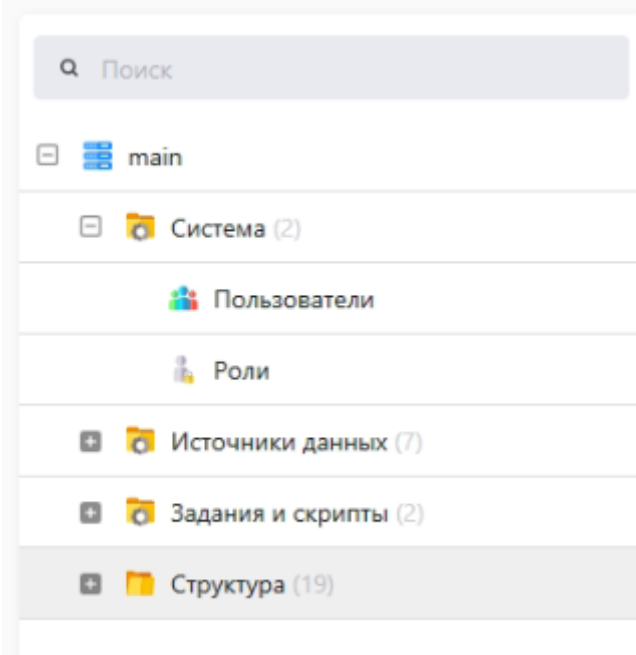 Поиск
main
Система (2)
Пользователи
Роли
Источники данных (7)
Задания и скрипты (2)
Структура (19)